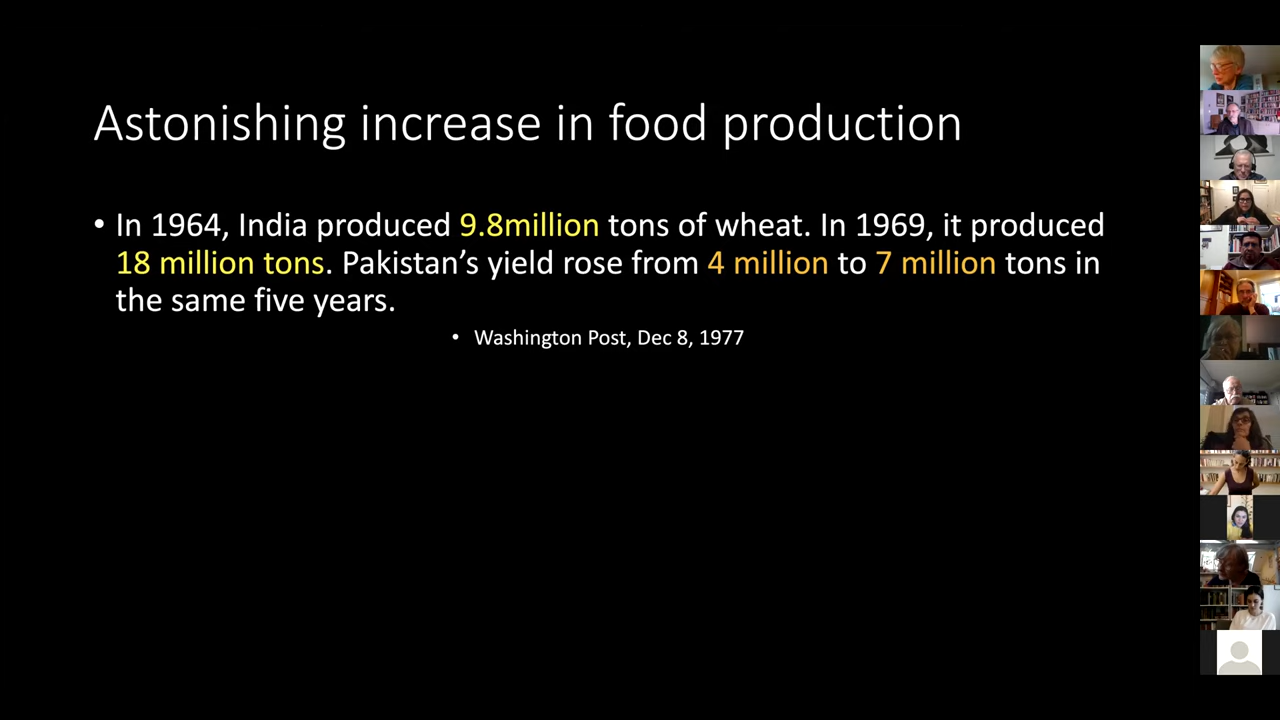 Astonishing increase in food production
• In 1964, India produced 9.8million tons of wheat. In 1969, it produced
18 million tons. Pakistan’s yield rose from 4 million to 7 million tons in
the same five years.
• Washington Post, Dec 8, 1977